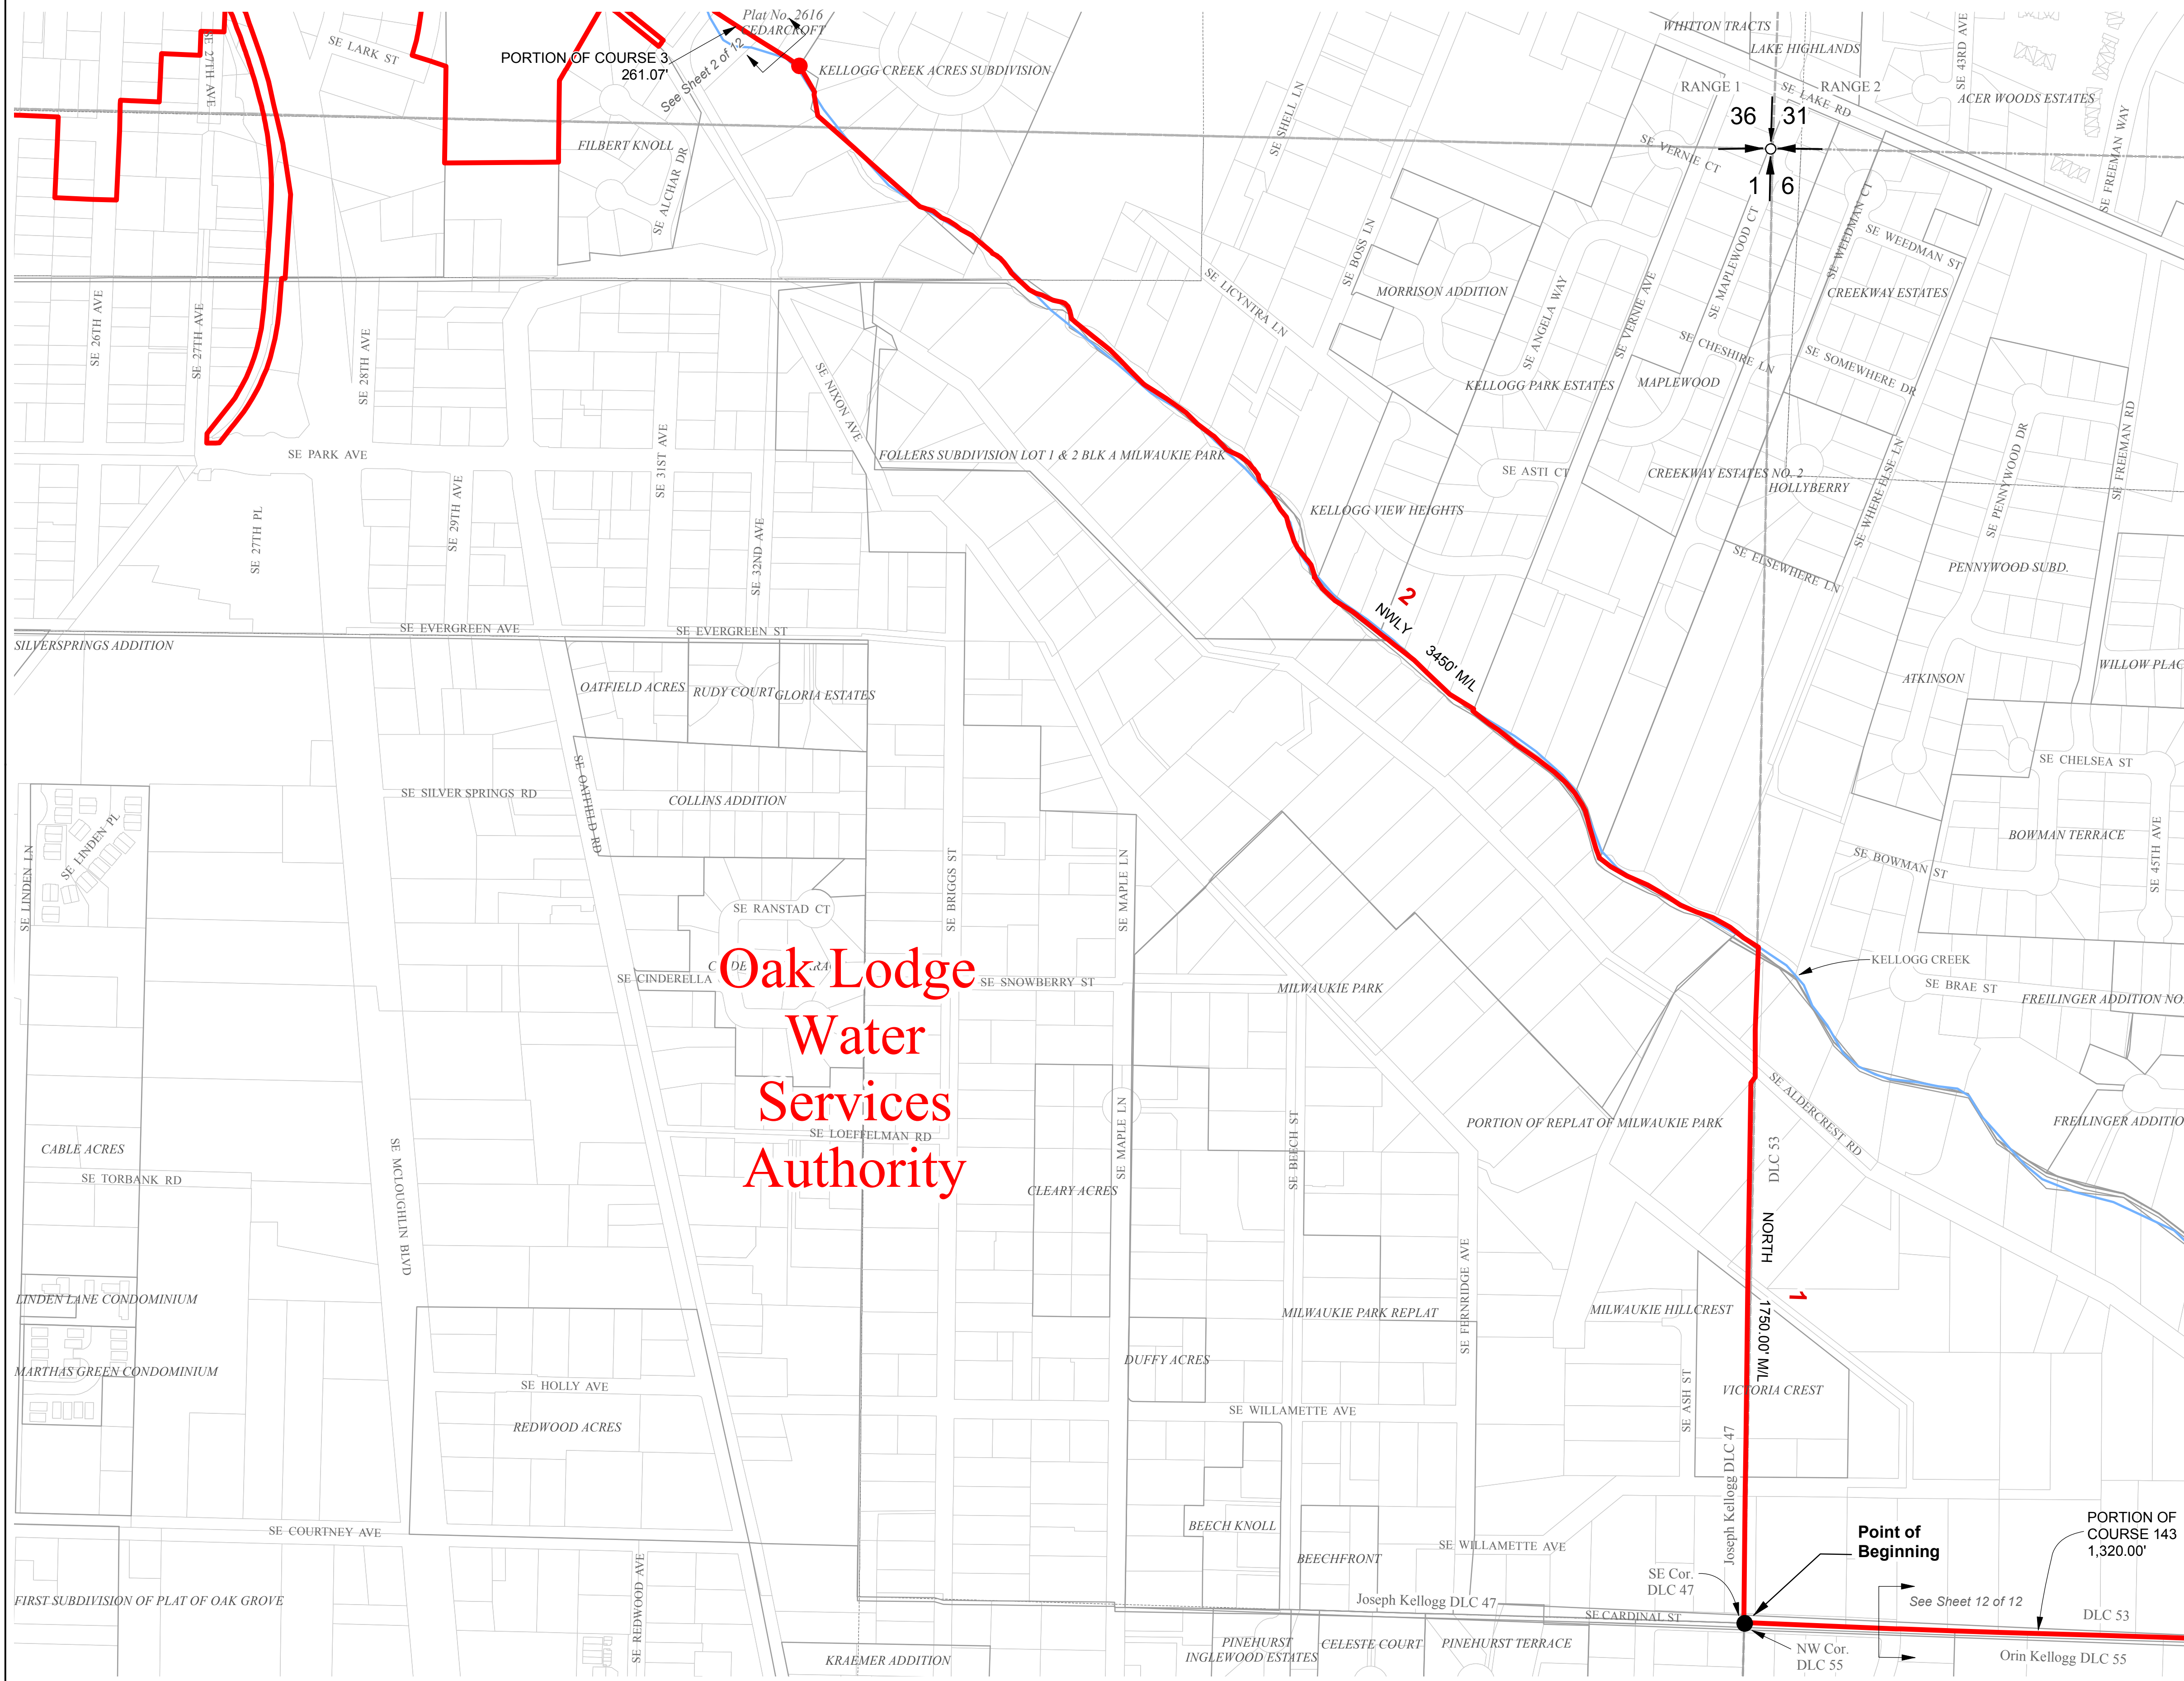 Plat No. 2616
CEDARCROFT
PORTION OF COURSE 3
261.07'
See Sheet 2 of 12
SE 27TH AVE
SE LARK ST
KELLOGG CREEK ACRES SUBDIVISION
WHITTON TRACTS
LAKE HIGHLANDS
SE 43RD AVE
RANGE 1
RANGE 2
SE LAKE RD
ACER WOODS ESTATES
36
31
1
6
SE FREEMAN WAY
FILBERT KNOLL
SE ALCHAR DR
SE SHELL LN
SE VERNIE CT
SE BOSS LN
SE LICYNTRA LN
MORRISON ADDITION
SE ANGELA WAY
SE VERNIE AVE
SE MAPLEWOOD CT
SE WEEDMAN CT
SE WEEDMAN ST
CREEKWAY ESTATES
SE 26TH AVE
SE 27TH AVE
SE 28TH AVE
SE NIXON AVE
SE CHESHIRE LN
SE SOMEWHERE DR
KELLOGG PARK ESTATES
MAPLEWOOD
SE PARK AVE
SE 31ST AVE
FOLLERS SUBDIVISION LOT 1 & 2 BLK A MILWAUKIE PARK
SE ASTI CT
CREEKWAY ESTATES NO. 2
HOLLYBERRY
SE WHERE ELSE LN
SE PENNYWOOD DR
SE FREEMAN RD
SE 27TH PL
SE 29TH AVE
SE 32ND AVE
KELLOGG VIEW HEIGHTS
SE ELSEWHERE LN
PENNYWOOD SUBD.
2
NWLY
3450' M/L
SE EVERGREEN AVE
SE EVERGREEN ST
SILVERSPRINGS ADDITION
WILLOW PLAC
ATKINSON
OATFIELD ACRES
RUDY COURT
GLORIA ESTATES
SE CHELSEA ST
SE SILVER SPRINGS RD
SE OATFIELD RD
COLLINS ADDITION
SE LINDEN LN
SE LINDEN PL
BOWMAN TERRACE
SE BOWMAN ST
SE 45TH AVE
SE RANSTAD CT
SE BRIGGS ST
SE MAPLE LN
KELLOGG CREEK
SE CINDERELLA
SE SNOWBERRY ST
MILWAUKIE PARK
SE BRAE ST
FREILINGER ADDITION NO.
Oak Lodge
Water
Services
Authority
SE ALDERCREST RD
SE LOEFFELMAN RD
SE MAPLE LN
SE BEECH ST
PORTION OF REPLAT OF MILWAUKIE PARK
DLC 53
FREILINGER ADDITIO
CABLE ACRES
SE TORBANK RD
SE MCLOUGHLIN BLVD
CLEARY ACRES
NORTH
1750.00' M/L
1
LINDEN LANE CONDOMINIUM
MILWAUKIE PARK REPLAT
SE FERNRIDGE AVE
MILWAUKIE HILLCREST
MARTHAS GREEN CONDOMINIUM
DUFFY ACRES
SE HOLLY AVE
SE ASH ST
VICTORIA CREST
REDWOOD ACRES
SE WILLAMETTE AVE
Joseph Kellogg DLC 47
SE COURTNEY AVE
BEECH KNOLL
BEECHFRONT
SE WILLAMETTE AVE
Point of
Beginning
PORTION OF
COURSE 143
1,320.00'
SE REDWOOD AVE
SE Cor.
DLC 47
FIRST SUBDIVISION OF PLAT OF OAK GROVE
Joseph Kellogg DLC 47
SE CARDINAL ST
See Sheet 12 of 12
DLC 53
KRAEMER ADDITION
PINEHURST
INGLEWOOD ESTATES
CELESTE COURT
PINEHURST TERRACE
NW Cor.
DLC 55
Orin Kellogg DLC 55